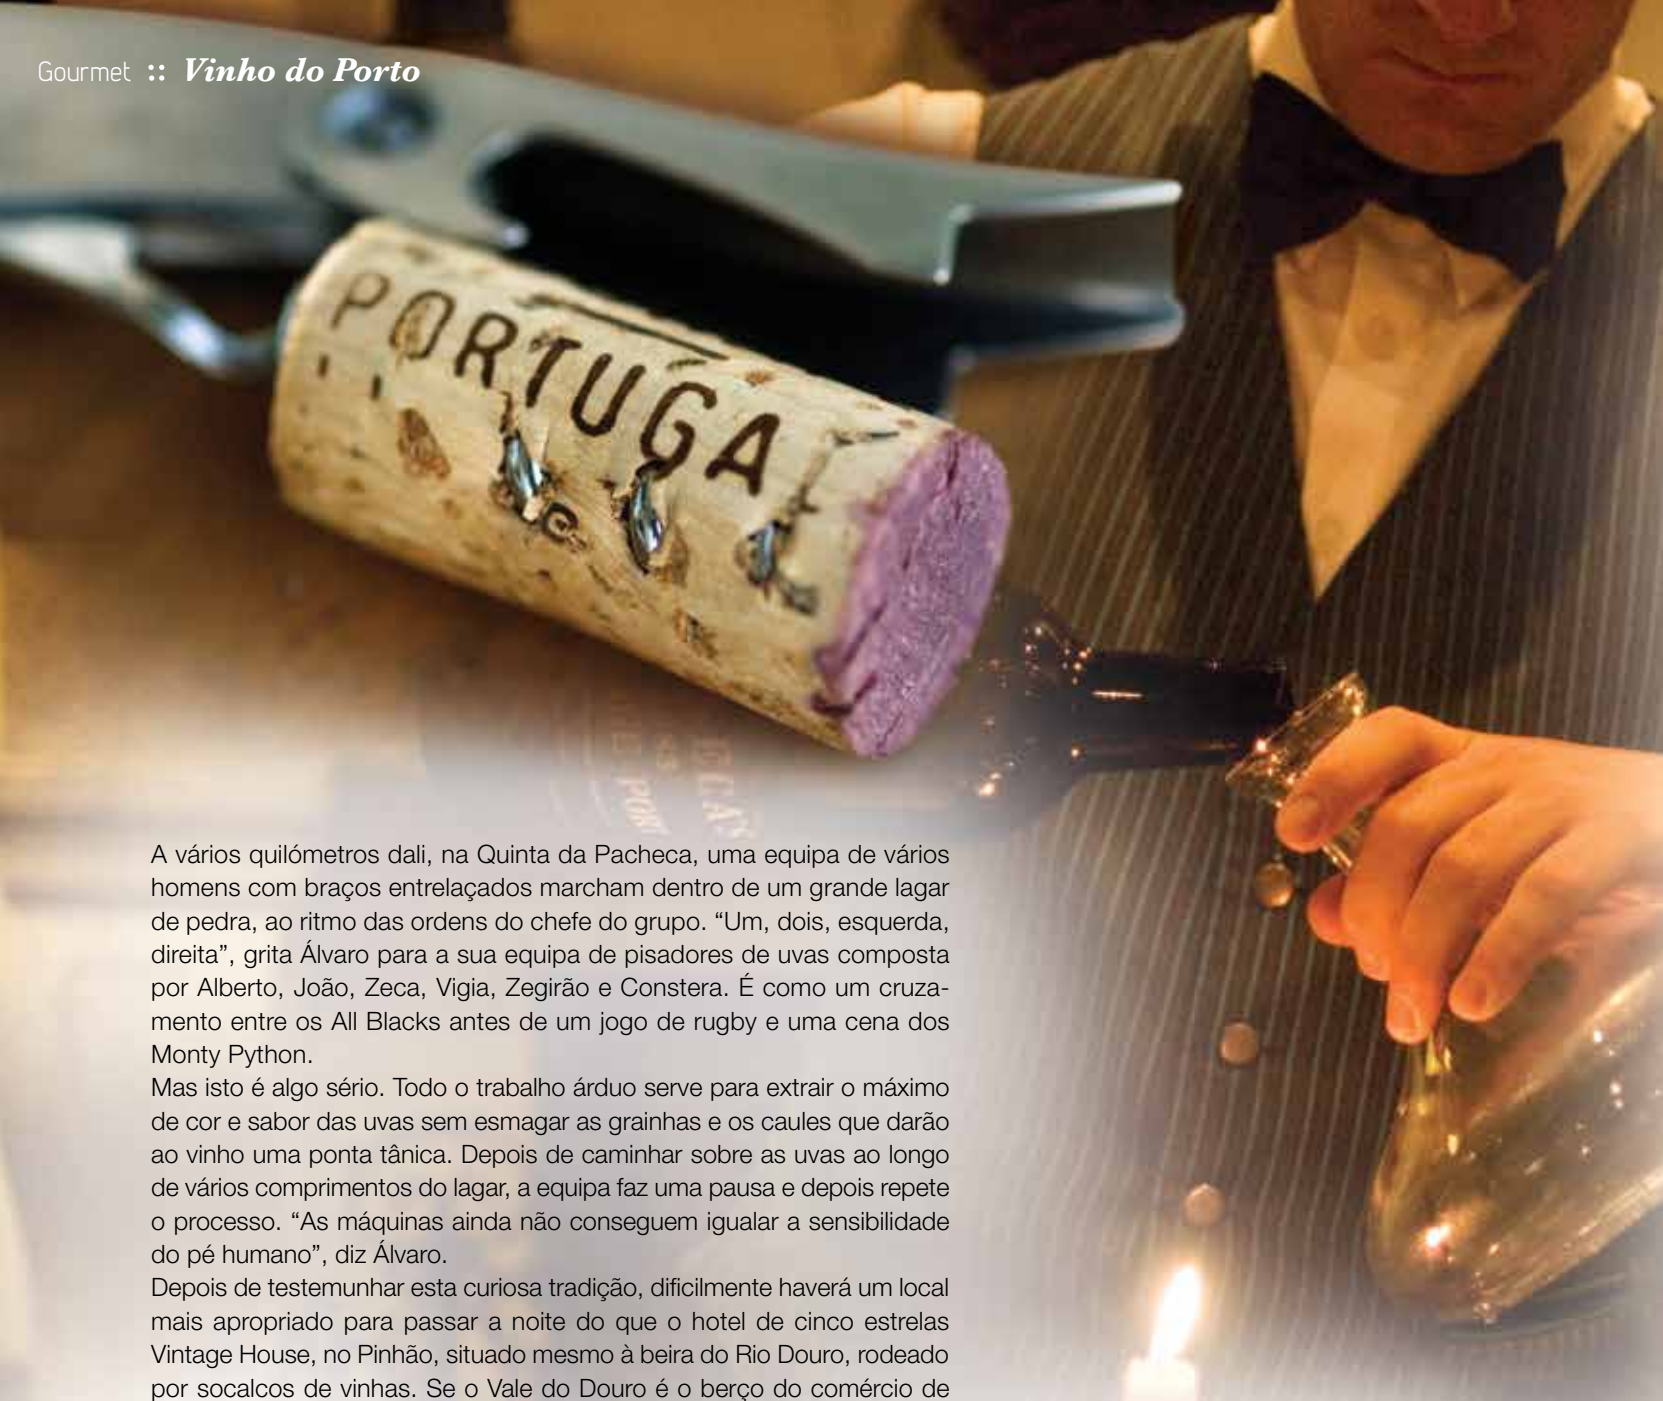 Gourmet :: Vinho do Porto
PORTUGA
A vários quilómetros dali, na Quinta da Pacheca, uma equipa de vários
homens com braços entrelaçados marcham dentro de um grande lagar
de pedra, ao ritmo das ordens do chefe do grupo. “Um, dois, esquerda,
direita”, grita Álvaro para a sua equipa de pisadores de uvas composta
por Alberto, João, Zeca, Vigia, Zegirão e Constera. É como um cruza-
mento entre os All Blacks antes de um jogo de rugby e uma cena dos
Monty Python.
Mas isto é algo sério. Todo o trabalho árduo serve para extrair o máximo
de cor e sabor das uvas sem esmagar as grainhas e os caules que darão
ao vinho uma ponta tânica. Depois de caminhar sobre as uvas ao longo
de vários comprimentos do lagar, a equipa faz uma pausa e depois repete
o processo. “As máquinas ainda não conseguem igualar a sensibilidade
do pé humano”, diz Álvaro.
Depois de testemunhar esta curiosa tradição, dificilmente haverá um local
mais apropriado para passar a noite do que o hotel de cinco estrelas
Vintage House, no Pinhão, situado mesmo à beira do Rio Douro, rodeado
por socalcos de vinhas. Se o Vale do Douro é o berço do comércio de